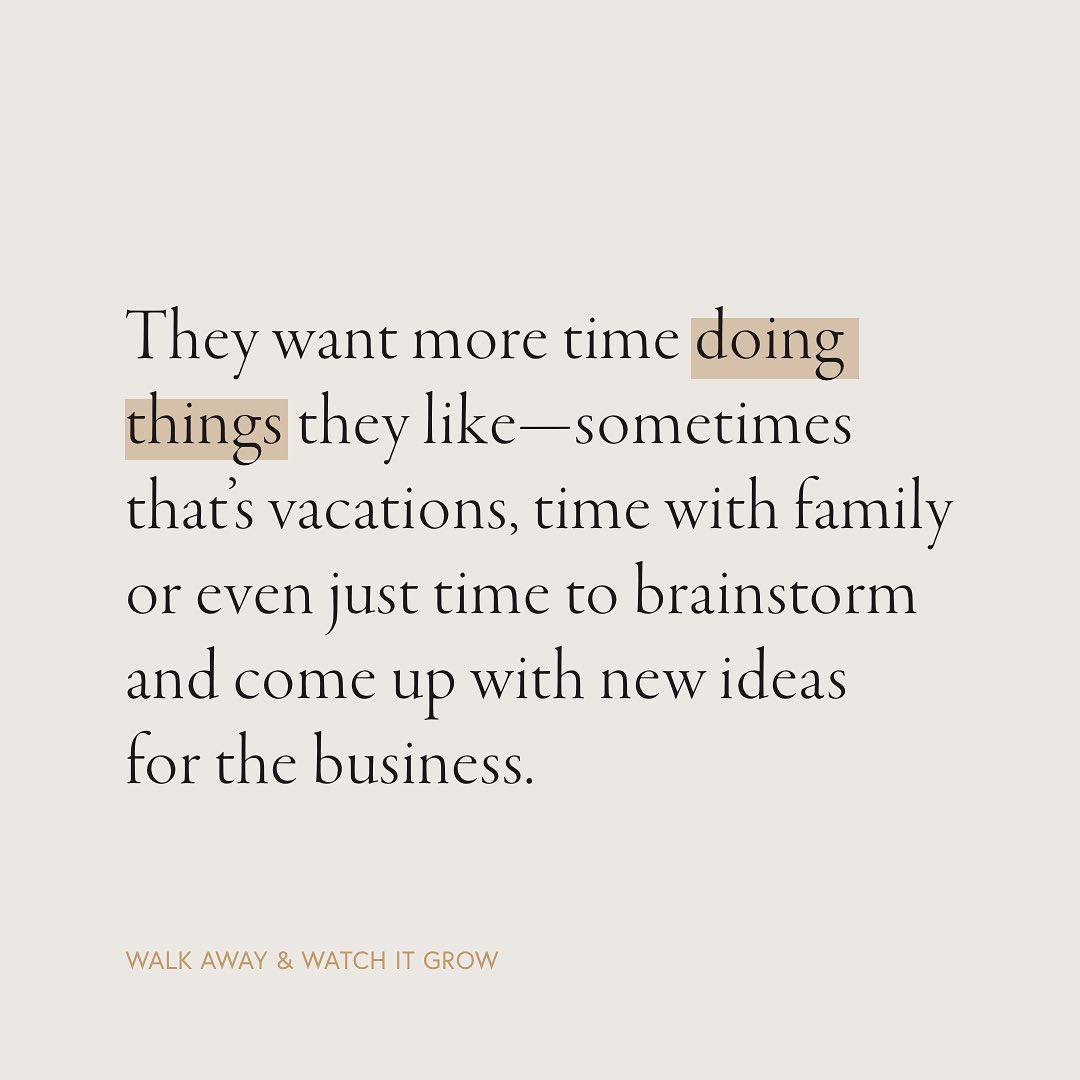 They want more time doing
things they like—sometimes
that’s vacations, time with family
or even just time to brainstorm
and come up with new ideas
for the business.
WALK AWAY & WATCH IT GROW